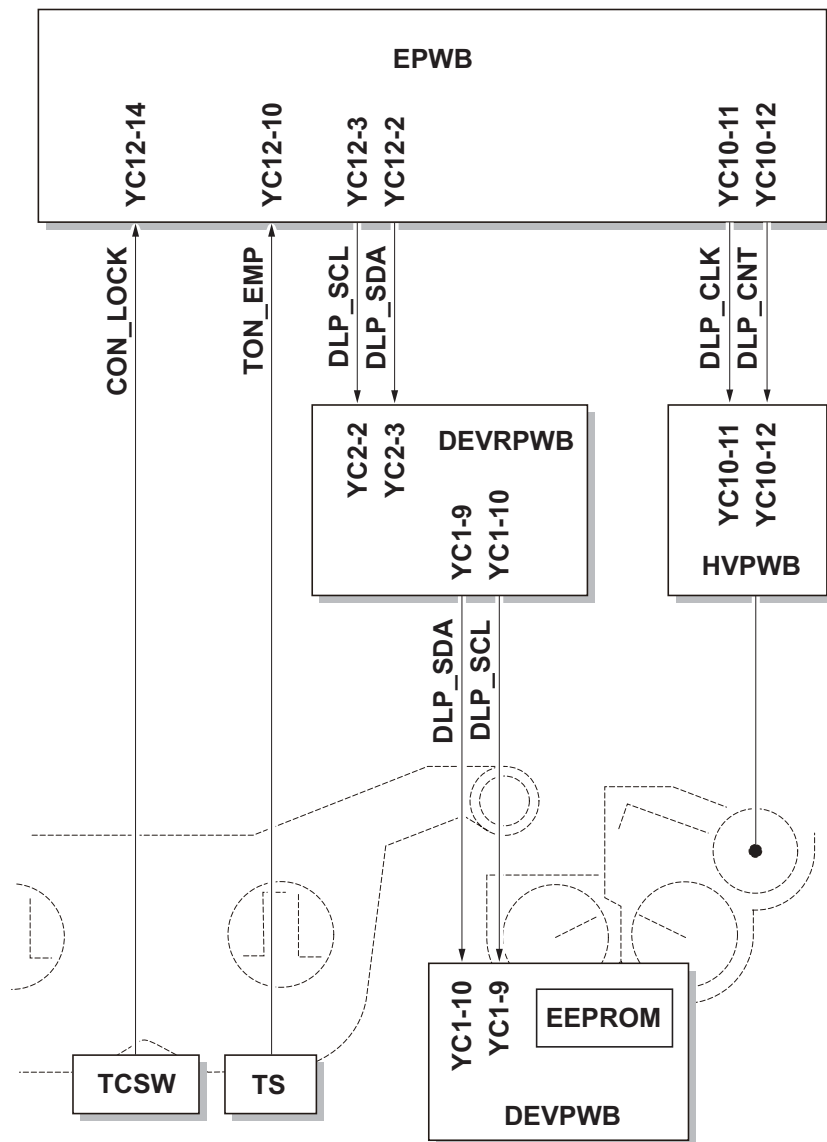 EPWB
YC12-14
YC12-10
YC12-3
YC12-2
YC10-11
YC10-12
CON_LOCK
TON_EMP
DLP_SCL
DLP_SDA
DLP_CLK
DLP_CNT
YC2-2
YC2-3
DEVRPWB
YC1-9
YC1-10
YC10-11
YC10-12
HVPWB
DLP_SDA
DLP_SCL
YC1-10
YC1-9
EEPROM
DEVPWB
TCSW
TS